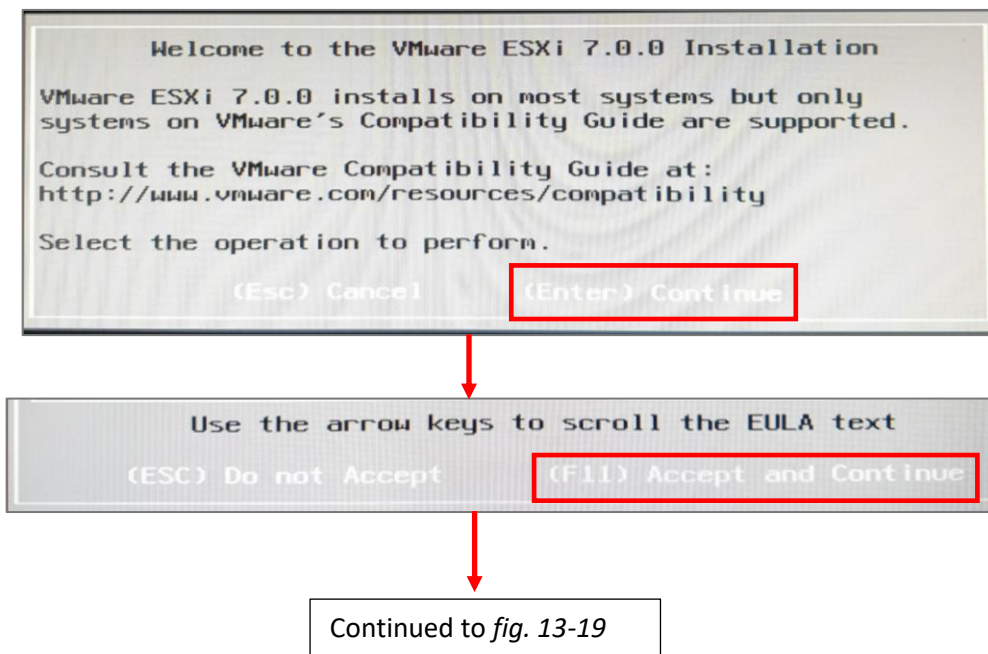 Welcome to the VMware ESXi 7.0.0 Installation
VMware ESXi 7.0.0 installs on most systems but only
systems on VMware's Compatibility Guide are supported.
Consult the VMware Compatibility Guide at:
http://www.vmware.com/resources/compatibility
Select the operation to perform.
(Esc) Cancel (Enter) Continue
Use the arrow keys to scroll the EULA text
(ESC) Do not Accept (F11) Accept and Continue
Continued to fig. 13-19